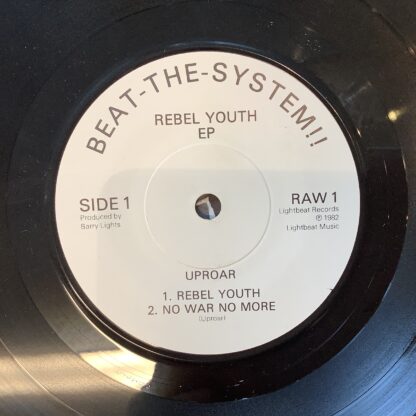 BEAT-THE-SYSTEM!!
REBEL YOUTH
EP
SIDE 1
Produced by
Barry Lights
RAW 1
Lightbeat Records
℗ 1982
Lightbeat Music
UPROAR
1. REBEL YOUTH
2. NO WAR NO MORE
(Uproar)